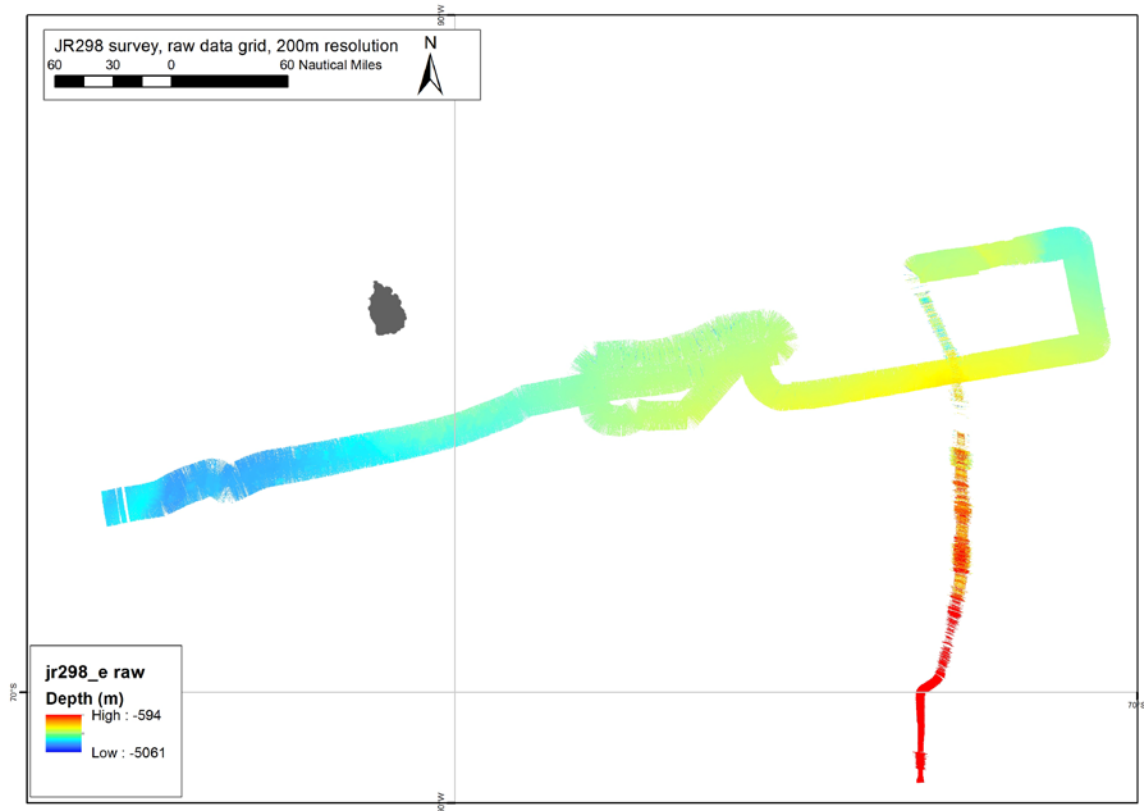 90°W
JR298 survey, raw data grid, 200m resolution
N
60 30 0 60 Nautical Miles
jr298_e raw
Depth (m)
High : -594
Low : -5061
70°S
70°S
90°W